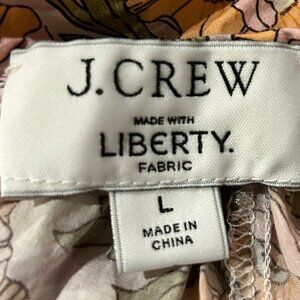 J.CREW
MADE WITH
LIBERTY.
FABRIC
L
MADE IN
CHINA